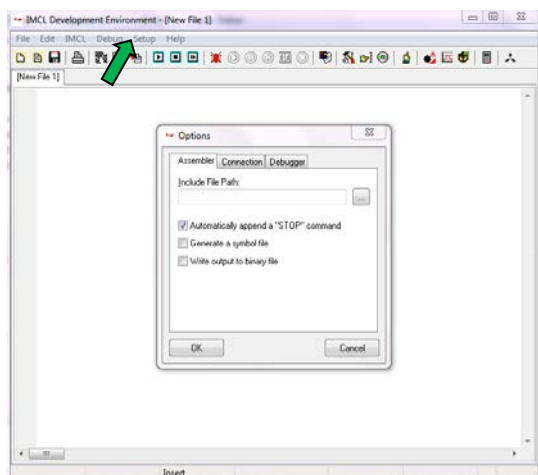 IMCL Development Environment - [New File 1]
File Edit IMCL Debug Setup Help
[New File 1]
Options
Assembler Connection Debugger
Include File Path:
...
Automatically append a "STOP" command
Generate a symbol file
Write output to binary file
OK Cancel
Insert